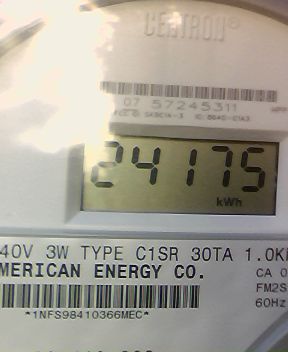 CENTRON®
07 57245311
24175
kWh
40V 3W TYPE C1SR 30TA 1.0K
MERICAN ENERGY CO.
CA 0
FM2S
60Hz
*1NFS98410366MEC*